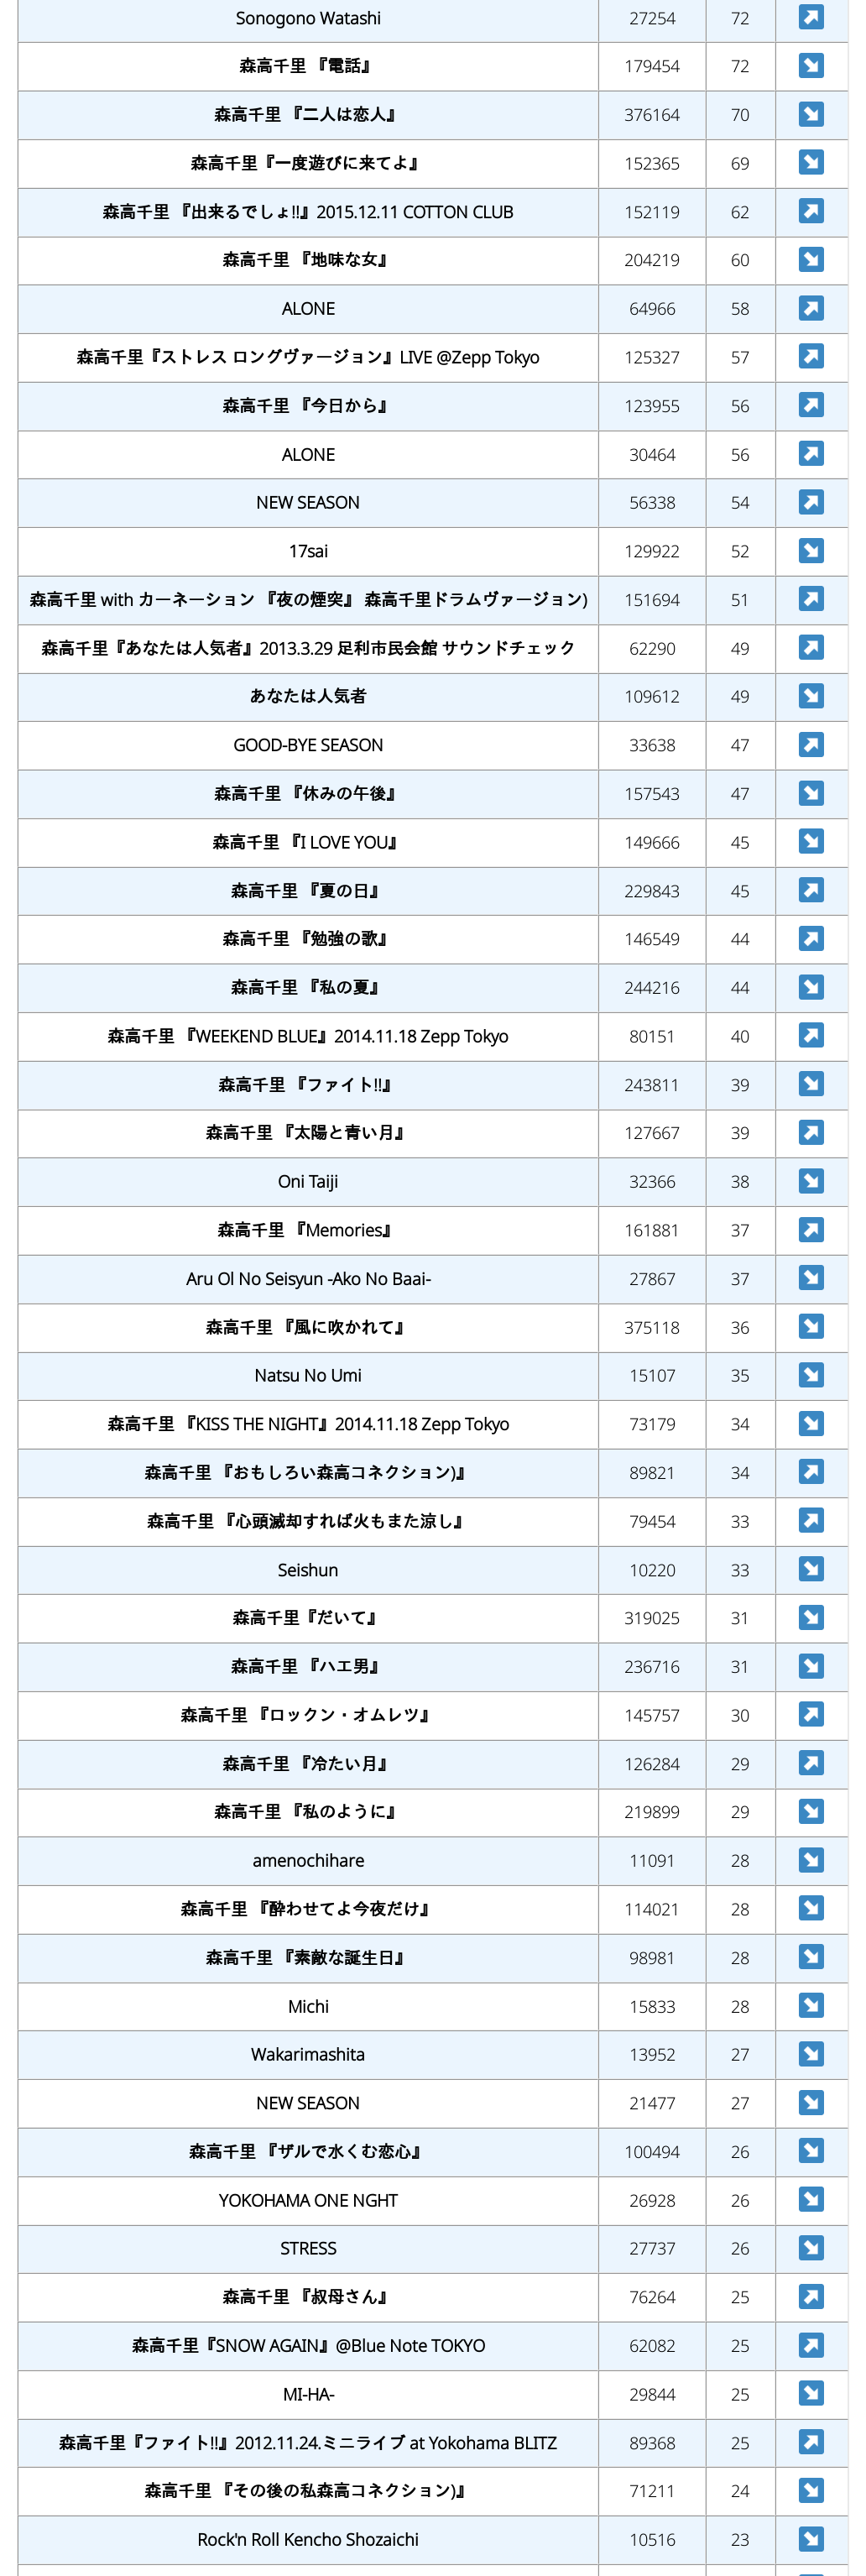 Sonogono Watashi 27254 72
森高千里 『電話』 179454 72
森高千里 『二人は恋人』 376164 70
森高千里『一度遊びに来てよ』 152365 69
森高千里 『出来るでしょ!!』2015.12.11 COTTON CLUB 152119 62
森高千里 『地味な女』 204219 60
ALONE 64966 58
森高千里『ストレス ロングヴァージョン』LIVE @Zepp Tokyo 125327 57
森高千里 『今日から』 123955 56
ALONE 30464 56
NEW SEASON 56338 54
17sai 129922 52
森高千里 with カーネーション 『夜の煙突』 森高千里ドラムヴァージョン) 151694 51
森高千里『あなたは人気者』2013.3.29 足利市民会館 サウンドチェック 62290 49
あなたは人気者 109612 49
GOOD-BYE SEASON 33638 47
森高千里 『休みの午後』 157543 47
森高千里 『I LOVE YOU』 149666 45
森高千里 『夏の日』 229843 45
森高千里 『勉強の歌』 146549 44
森高千里 『私の夏』 244216 44
森高千里 『WEEKEND BLUE』2014.11.18 Zepp Tokyo 80151 40
森高千里 『ファイト!!』 243811 39
森高千里 『太陽と青い月』 127667 39
Oni Taiji 32366 38
森高千里 『Memories』 161881 37
Aru Ol No Seisyun -Ako No Baai- 27867 37
森高千里 『風に吹かれて』 375118 36
Natsu No Umi 15107 35
森高千里 『KISS THE NIGHT』2014.11.18 Zepp Tokyo 73179 34
森高千里 『おもしろい森高コネクション)』 89821 34
森高千里 『心頭滅却すれば火もまた涼し』 79454 33
Seishun 10220 33
森高千里『だいて』 319025 31
森高千里 『ハエ男』 236716 31
森高千里 『ロックン・オムレツ』 145757 30
森高千里 『冷たい月』 126284 29
森高千里 『私のように』 219899 29
amenochihare 11091 28
森高千里 『酔わせてよ今夜だけ』 114021 28
森高千里 『素敵な誕生日』 98981 28
Michi 15833 28
Wakarimashita 13952 27
NEW SEASON 21477 27
森高千里 『ザルで水くむ恋心』 100494 26
YOKOHAMA ONE NGHT 26928 26
STRESS 27737 26
森高千里 『叔母さん』 76264 25
森高千里『SNOW AGAIN』@Blue Note TOKYO 62082 25
MI-HA- 29844 25
森高千里『ファイト!!』2012.11.24.ミニライブ at Yokohama BLITZ 89368 25
森高千里 『その後の私森高コネクション)』 71211 24
Rock'n Roll Kencho Shozaichi 10516 23